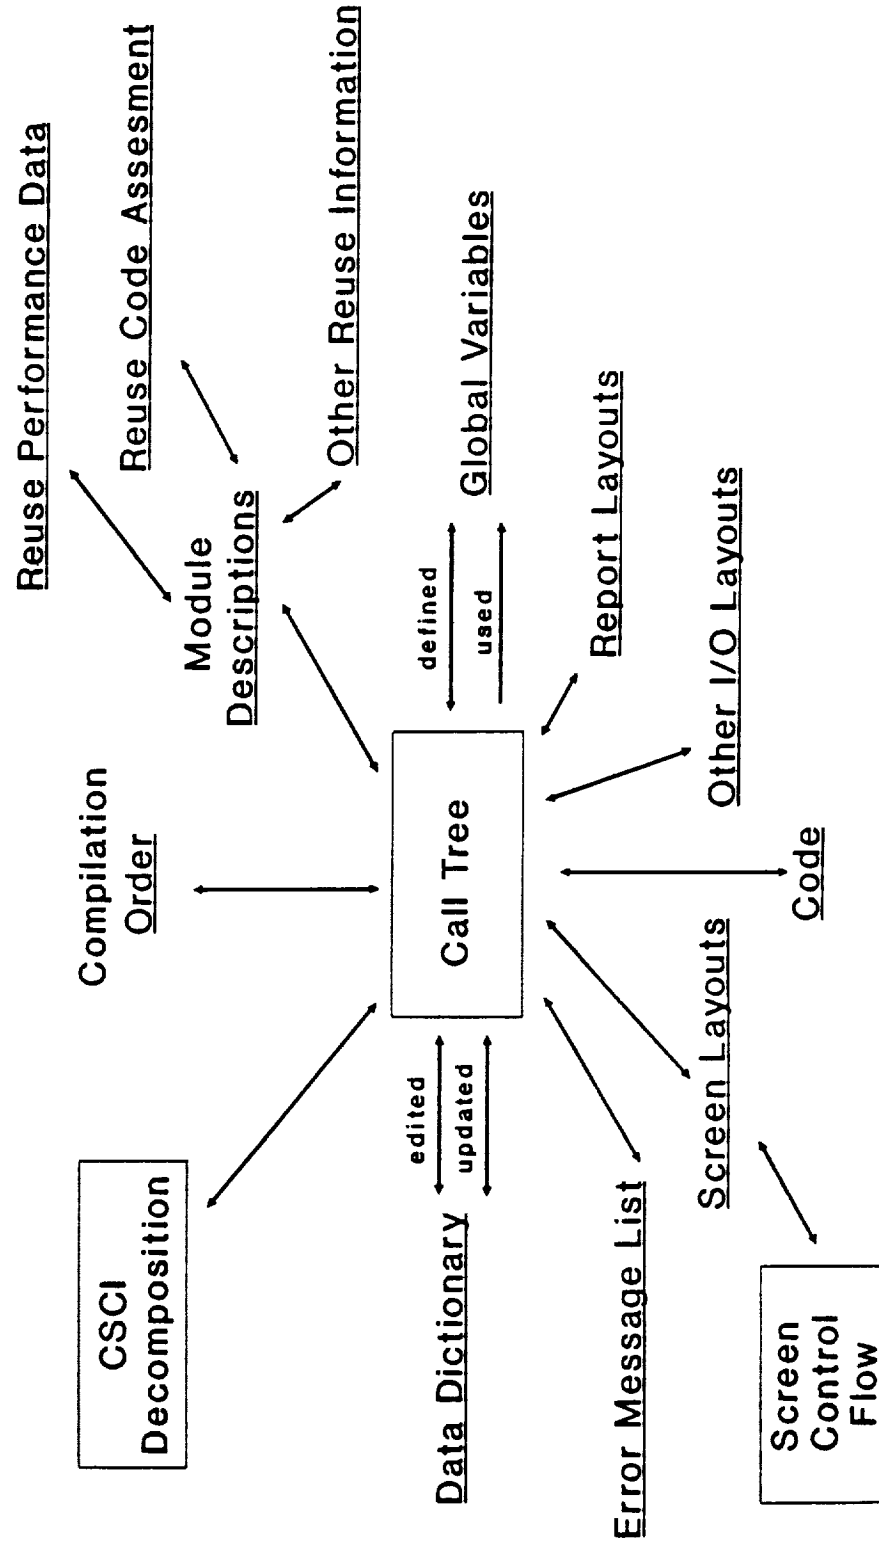 Reuse Performance Data
Reuse Code Assesment
Compilation
Order
CSCI
Decomposition
Module
Descriptions
Other Reuse Information
edited
updated
Call Tree
defined
used
Data Dictionary
Global Variables
Error Message List
Report Layouts
Screen Layouts
Other I/O Layouts
Code
Screen
Control
Flow